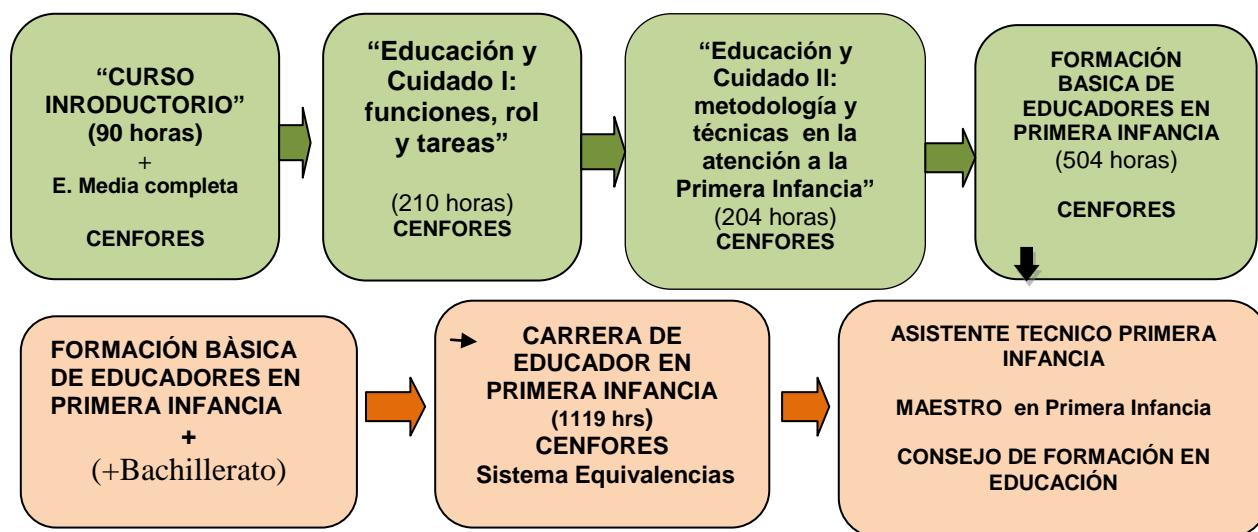 “CURSO
INRODUCTORIO”
(90 horas)
+
E. Media completa
CENFORES
“Educación y
Cuidado I:
funciones, rol
y tareas”
(210 horas)
CENFORES
“Educación y
Cuidado II:
metodología y
técnicas en la
atención a la
Primera Infancia”
(204 horas)
CENFORES
FORMACIÓN
BASICA DE
EDUCADORES EN
PRIMERA INFANCIA
(504 horas)
CENFORES
FORMACIÓN BÀSICA
DE EDUCADORES EN
PRIMERA INFANCIA
+
(+Bachillerato)
CARRERA DE
EDUCADOR EN
PRIMERA INFANCIA
(1119 hrs)
CENFORES
Sistema Equivalencias
ASISTENTE TECNICO PRIMERA
INFANCIA
MAESTRO en Primera Infancia
CONSEJO DE FORMACIÓN EN
EDUCACIÓN